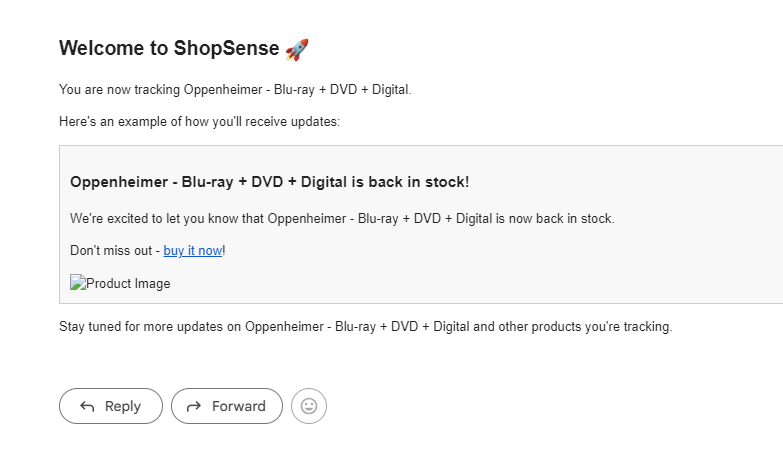 Welcome to ShopSense 🚀
You are now tracking Oppenheimer - Blu-ray + DVD + Digital.
Here's an example of how you'll receive updates:
Oppenheimer - Blu-ray + DVD + Digital is back in stock!
We're excited to let you know that Oppenheimer - Blu-ray + DVD + Digital is now back in stock.
Don't miss out - buy it now!
Product Image
Stay tuned for more updates on Oppenheimer - Blu-ray + DVD + Digital and other products you're tracking.
Reply Forward